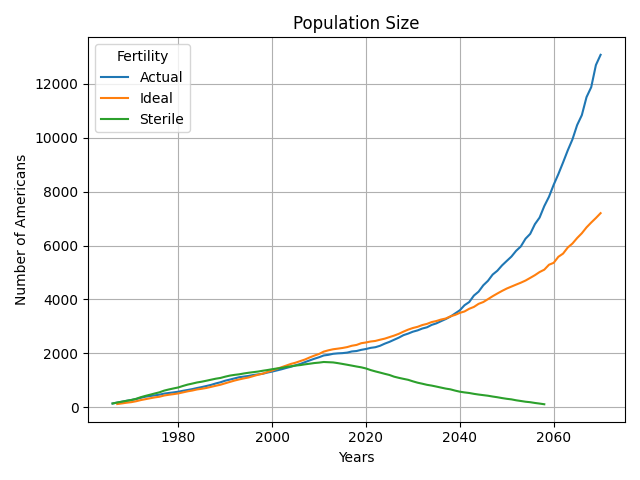 Population Size
Fertility
Actual
Ideal
Sterile
Number of Americans
12000
10000
8000
6000
4000
2000
0
1980
2000
2020
2040
2060
Years